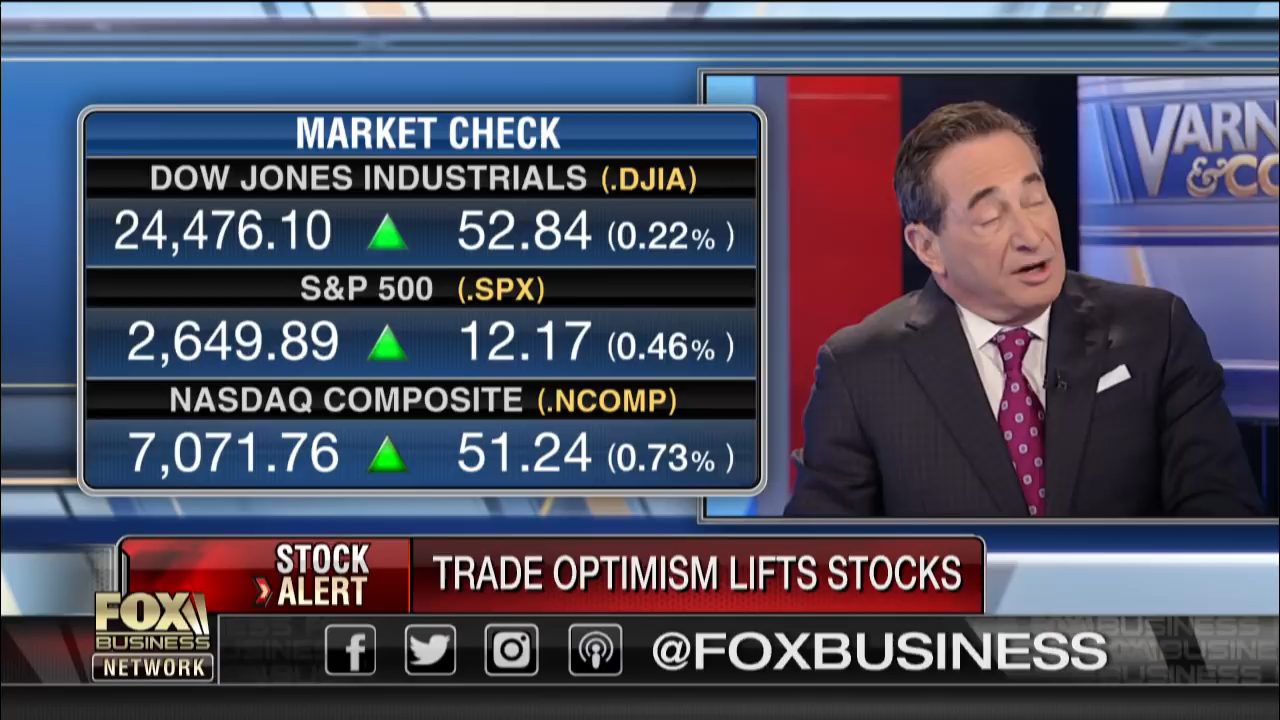 MARKET CHECK
DOW JONES INDUSTRIALS (.DJIA)
24,476.10 ▲ 52.84 (0.22%)
S&P 500 (.SPX)
2,649.89 ▲ 12.17 (0.46%)
NASDAQ COMPOSITE (.NCOMP)
7,071.76 ▲ 51.24 (0.73%)
VARN
&CO
STOCK
ALERT
TRADE OPTIMISM LIFTS STOCKS
FOX
BUSINESS
NETWORK
@FOXBUSINESS